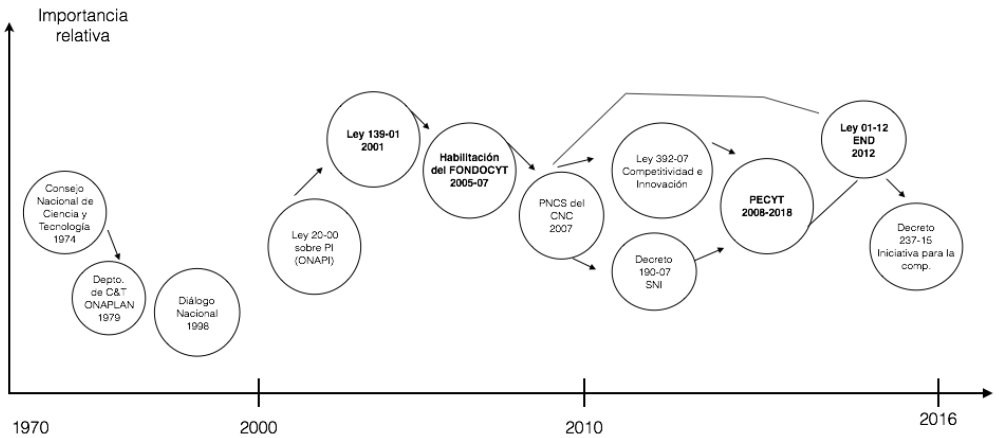 Importancia
relativa
Consejo
Nacional de
Ciencia y
Tecnología
1974
Depto.
de C&T
ONAPLAN
1979
Diálogo
Nacional
1998
Ley 20-00
sobre PI
(ONAPI)
Ley 139-01
2001
Habilitación
del FONDOCYT
2005-07
PNCS del
CNC
2007
Ley 392-07
Competitividad e
Innovación
Decreto
190-07
SNI
PECYT
2008-2018
Ley 01-12
END
2012
Decreto
237-15
Iniciativa para la
comp.
1970
2000
2010
2016